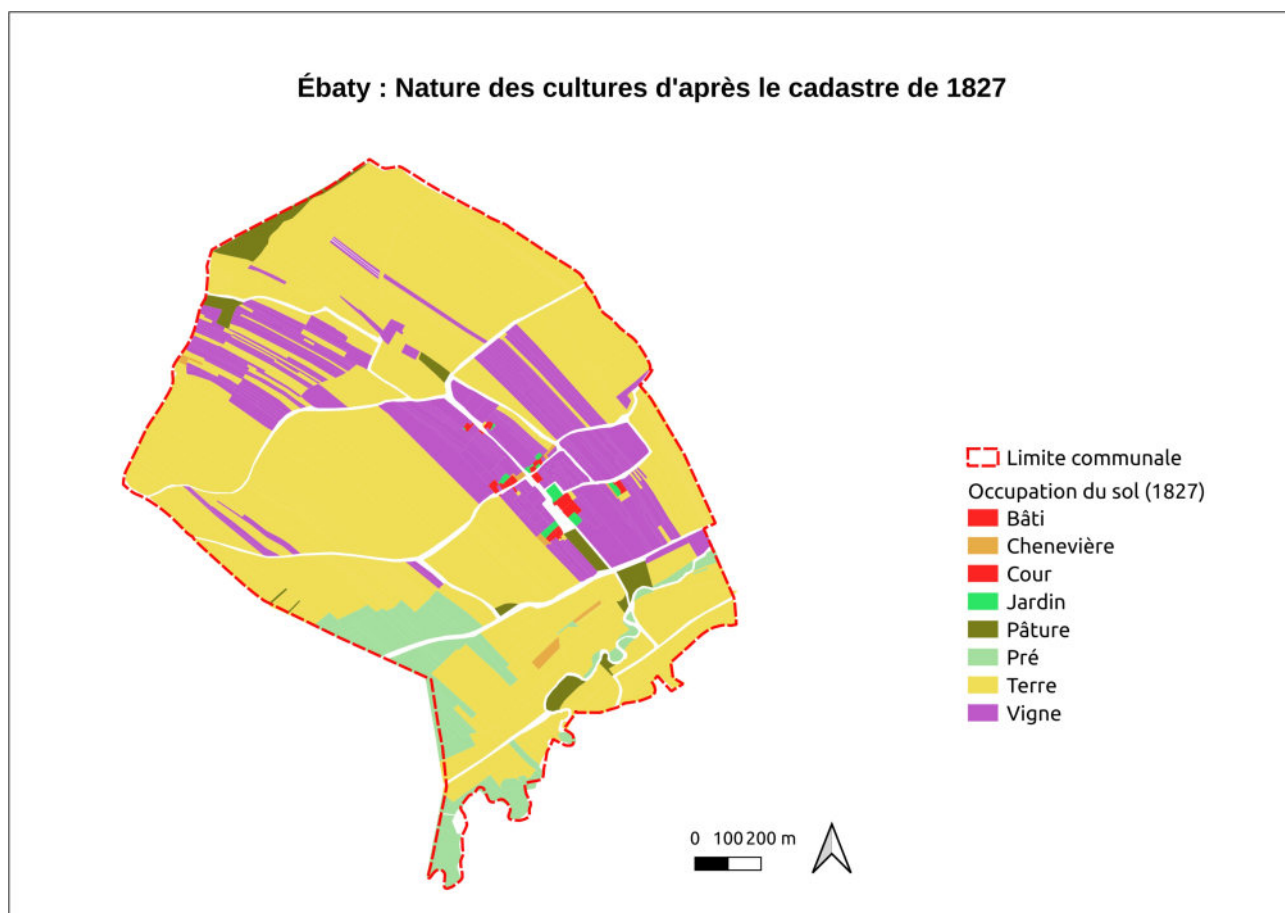 Ébaty : Nature des cultures d'après le cadastre de 1827
Limite communale
Occupation du sol (1827)
Bâti
Chenevière
Cour
Jardin
Pâture
Pré
Terre
Vigne
0 100 200 m